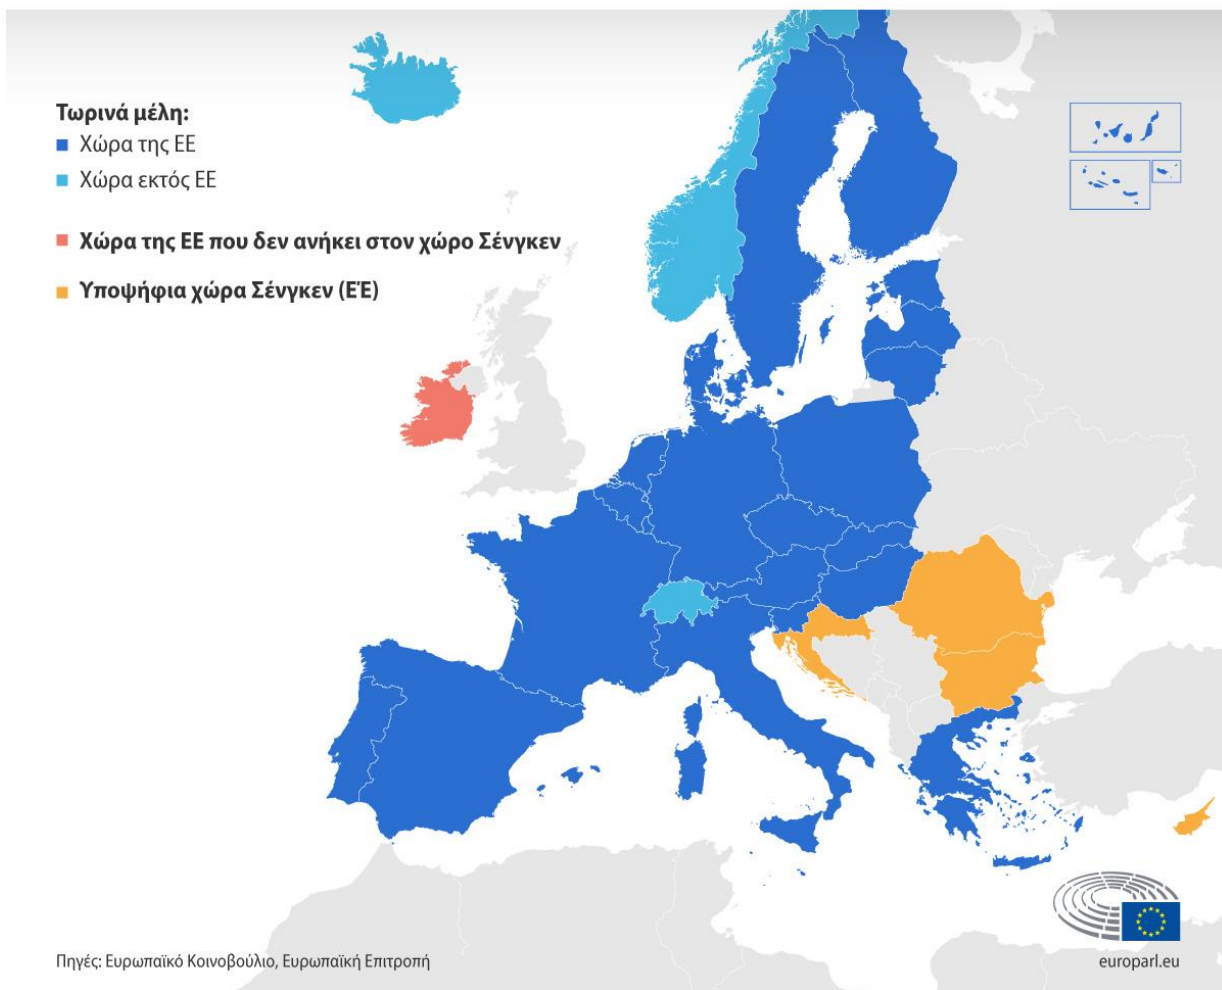 Τωρινά μέλη:
Χώρα της ΕΕ
Χώρα εκτός ΕΕ
Χώρα της ΕΕ που δεν ανήκει στον χώρο Σένγκεν
Υποψήφια χώρα Σένγκεν (ΕΈ)
Πηγές: Ευρωπαϊκό Κοινοβούλιο, Ευρωπαϊκή Επιτροπή
europarl.eu